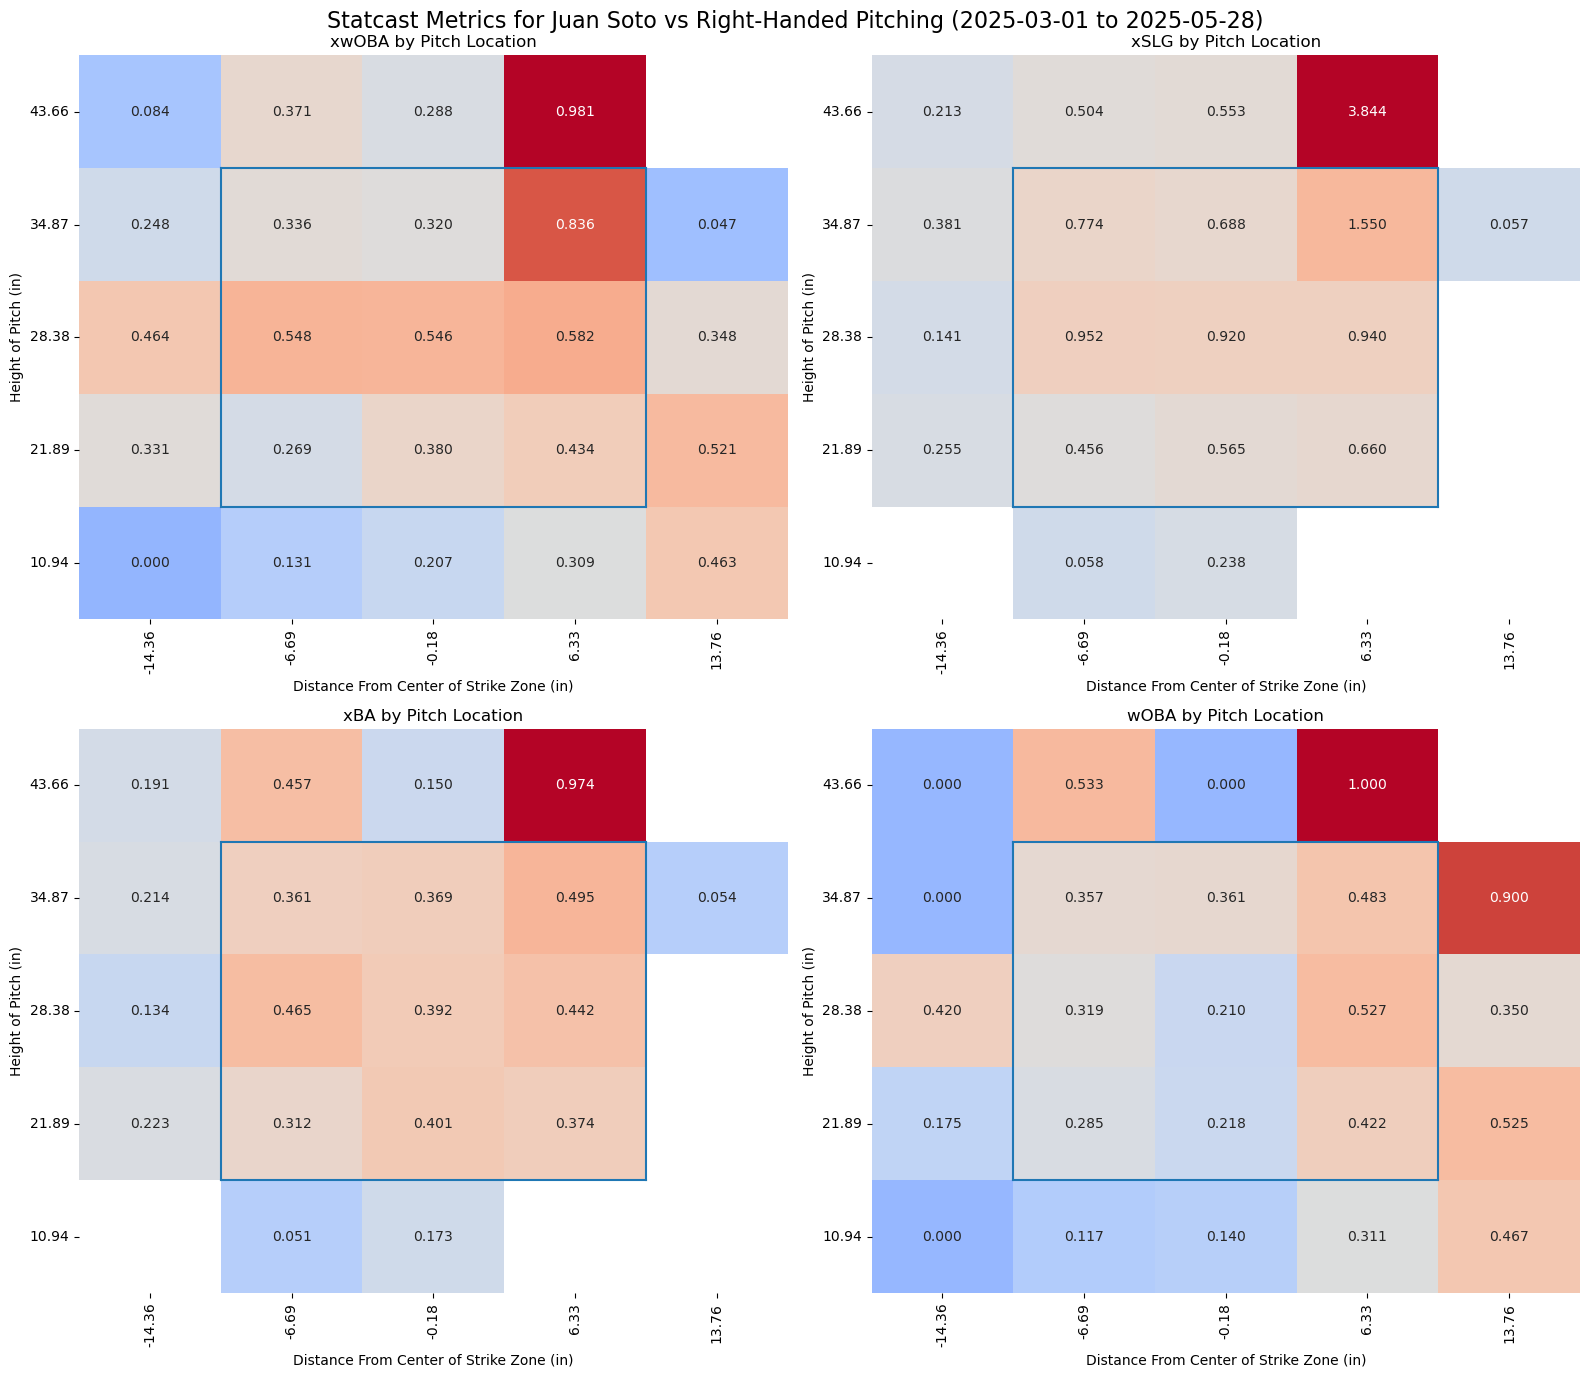 Statcast Metrics for Juan Soto vs Right-Handed Pitching (2025-03-01 to 2025-05-28)
xwOBA by Pitch Location
43.66 0.084 0.371 0.288 0.981
34.87 0.248 0.336 0.320 0.836 0.047
28.38 0.464 0.548 0.546 0.582 0.348
21.89 0.331 0.269 0.380 0.434 0.521
10.94 0.000 0.131 0.207 0.309 0.463
Height of Pitch (in)
-14.36 -6.69 -0.18 6.33 13.76
Distance From Center of Strike Zone (in)
xSLG by Pitch Location
43.66 0.213 0.504 0.553 3.844
34.87 0.381 0.774 0.688 1.550 0.057
28.38 0.141 0.952 0.920 0.940
21.89 0.255 0.456 0.565 0.660
10.94 0.058 0.238
Height of Pitch (in)
-14.36 -6.69 -0.18 6.33 13.76
Distance From Center of Strike Zone (in)
xBA by Pitch Location
43.66 0.191 0.457 0.150 0.974
34.87 0.214 0.361 0.369 0.495 0.054
28.38 0.134 0.465 0.392 0.442
21.89 0.223 0.312 0.401 0.374
10.94 0.051 0.173
Height of Pitch (in)
-14.36 -6.69 -0.18 6.33 13.76
Distance From Center of Strike Zone (in)
wOBA by Pitch Location
43.66 0.000 0.533 0.000 1.000
34.87 0.000 0.357 0.361 0.483 0.900
28.38 0.420 0.319 0.210 0.527 0.350
21.89 0.175 0.285 0.218 0.422 0.525
10.94 0.000 0.117 0.140 0.311 0.467
Height of Pitch (in)
-14.36 -6.69 -0.18 6.33 13.76
Distance From Center of Strike Zone (in)